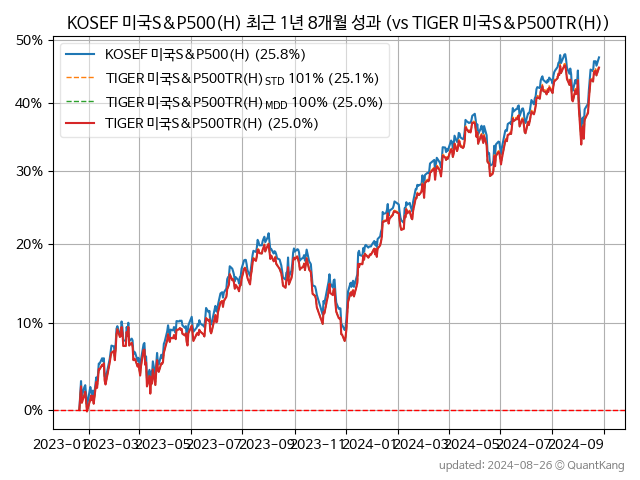 KOSEF 미국S&P500(H) 최근 1년 8개월 성과 (vs TIGER 미국S&P500TR(H))
50%
KOSEF 미국S&P500(H) (25.8%)
TIGER 미국S&P500TR(H) STD 101% (25.1%)
TIGER 미국S&P500TR(H) MDD 100% (25.0%)
TIGER 미국S&P500TR(H) (25.0%)
40%
30%
20%
10%
0%
2023-01 2023-03 2023-05 2023-07 2023-09 2023-11 2024-01 2024-03 2024-05 2024-07 2024-09
updated: 2024-08-26 © QuantKang